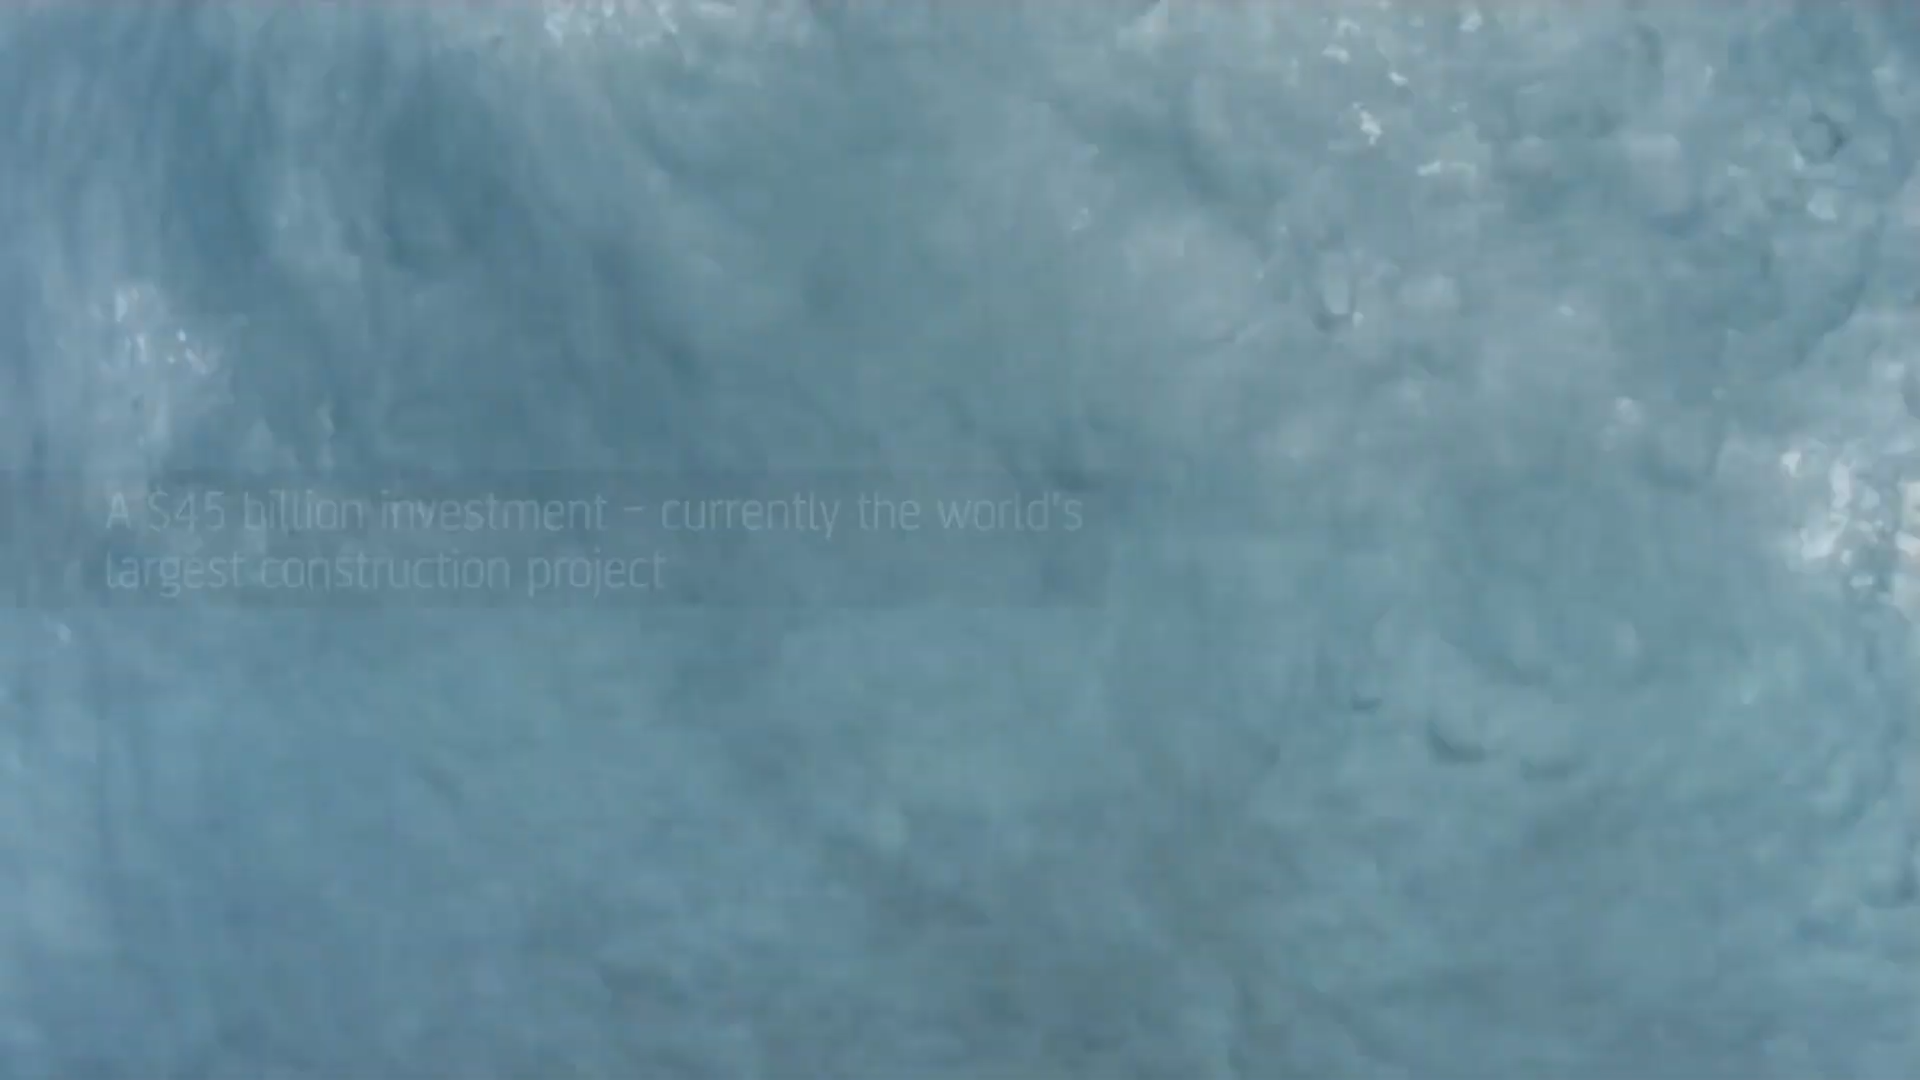 A $45 billion investment – currently the world's
largest construction project